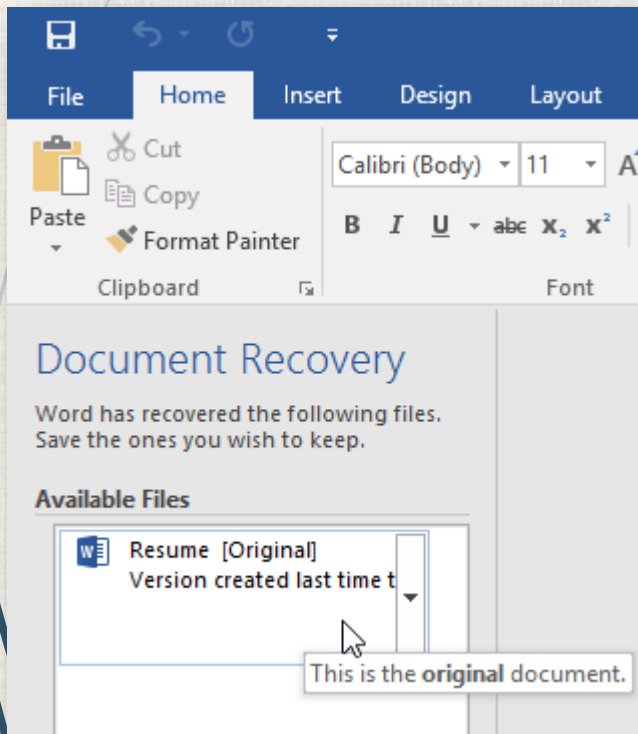 File Home Insert Design Layout
Cut
Calibri (Body) 11 A
Copy
Paste
B I U abc X₂ X²
Format Painter
Clipboard Font
Document Recovery
Word has recovered the following files.
Save the ones you wish to keep.
Available Files
W Resume [Original]
Version created last time t
This is the original document.